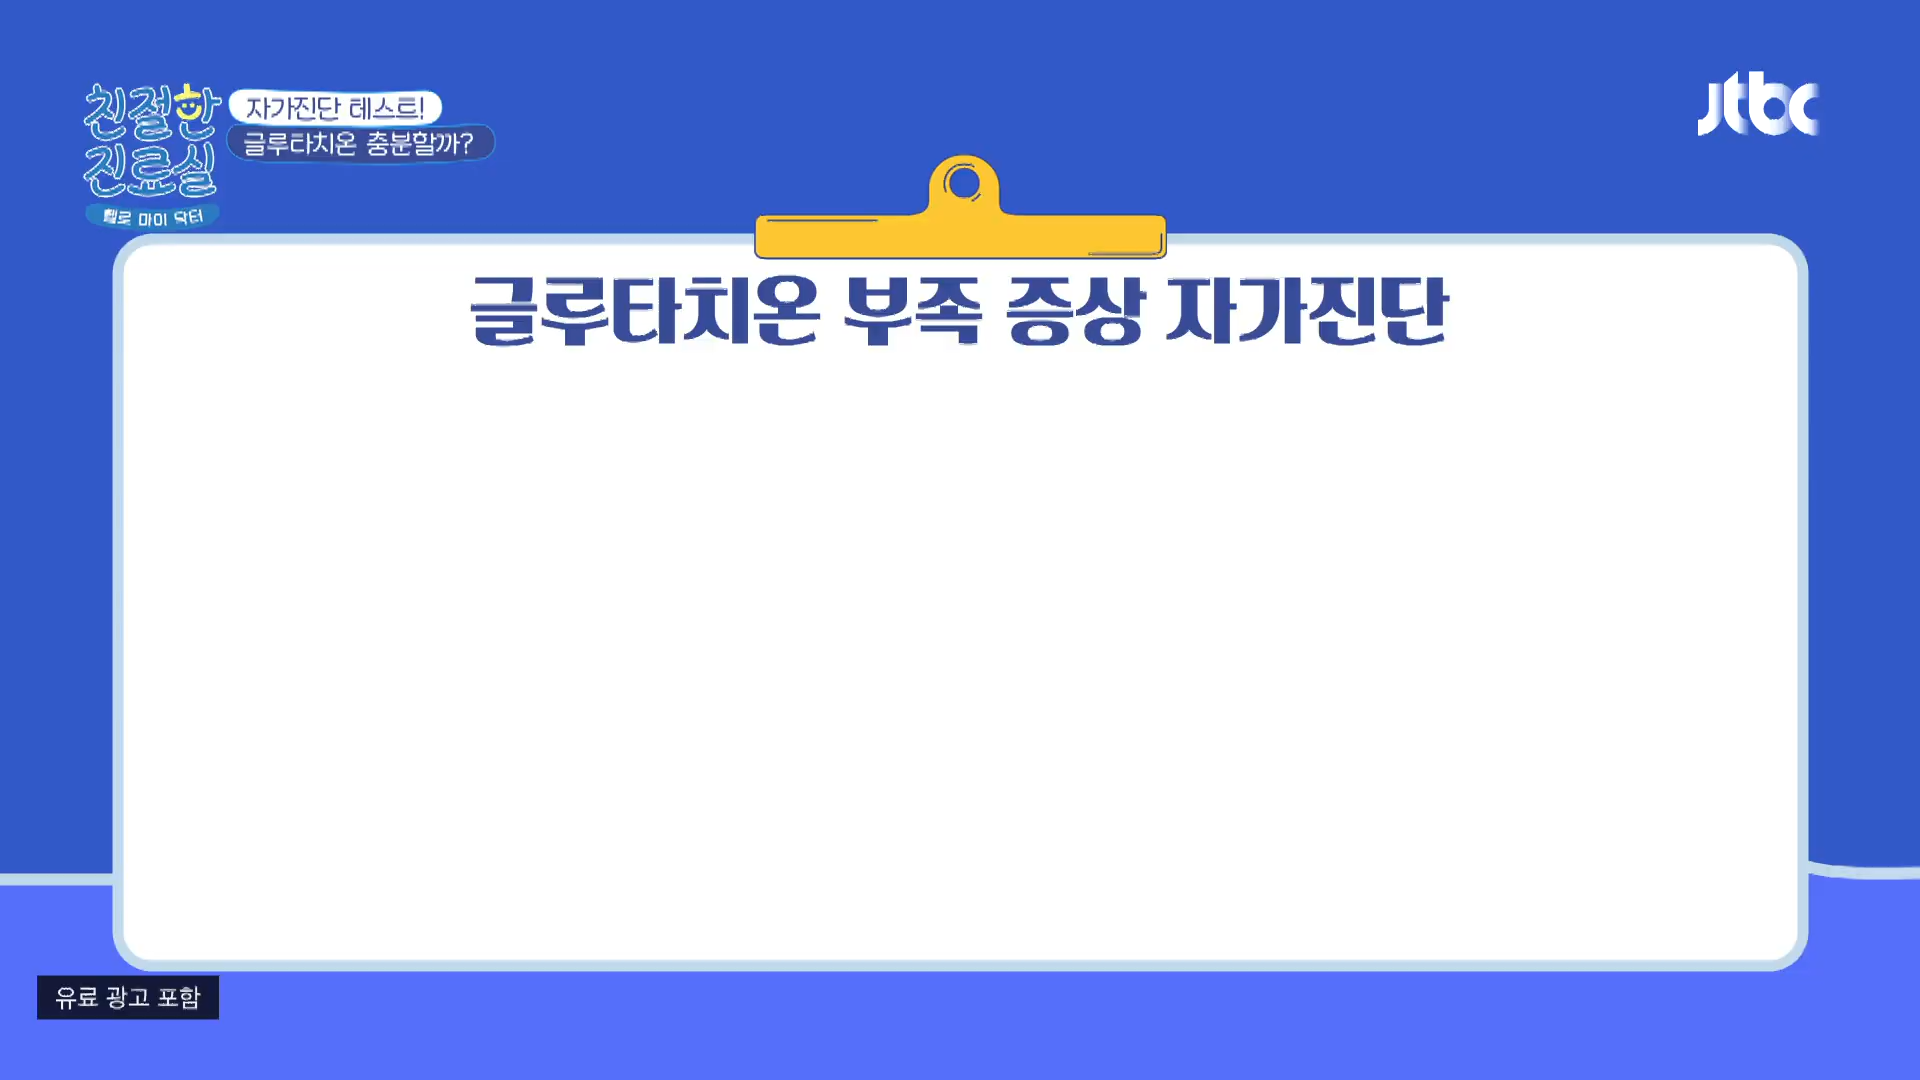 친절한
진료실
헬로 마이 닥터
자가진단 테스트!
글루타치온 충분할까?
jtbc
글루타치온 부족 증상 자가진단
유료 광고 포함